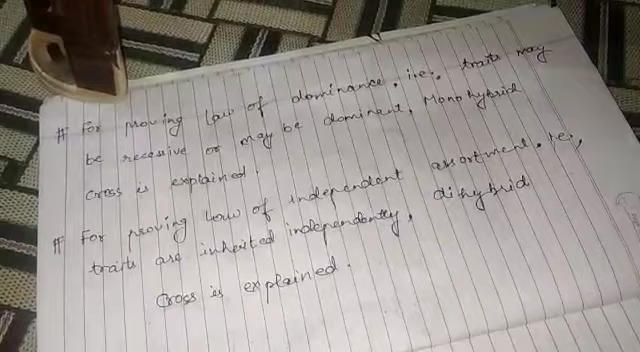 # For proving law of dominance, i.e., traits may
be recessive or may be dominent, Monohybrid
cross is explained.
# For proving law of independent assortment, i.e.,
traits are inherited independently, dihybrid
Cross is explained.